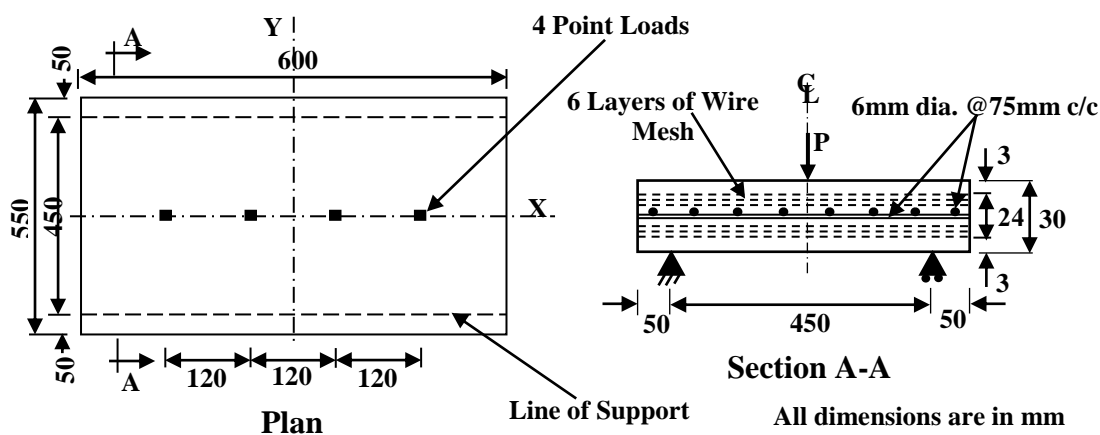 A
Y
4 Point Loads
50
600
550
450
X
50
A
120
120
120
Line of Support
Plan
C
L
6 Layers of Wire
Mesh
6mm dia. @75mm c/c
P
3
24
30
3
50
450
50
Section A-A
All dimensions are in mm